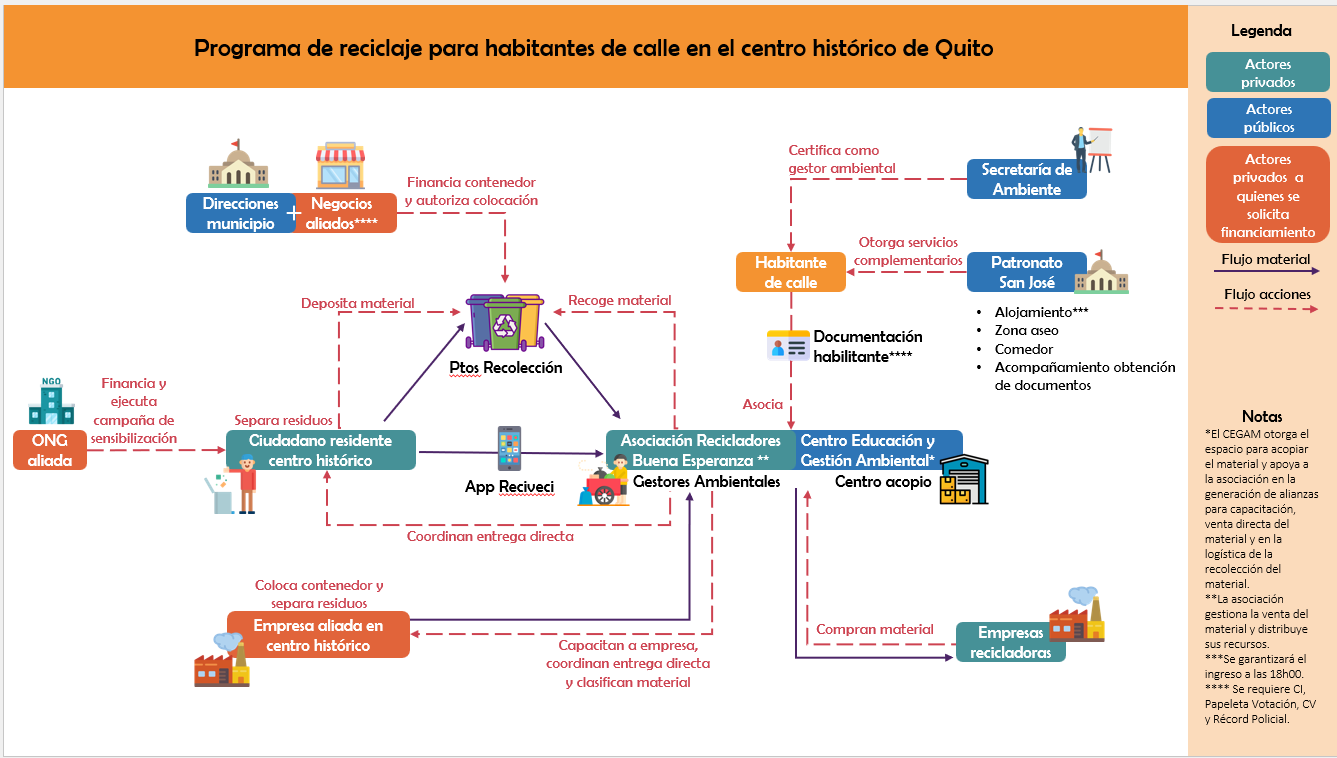 Programa de reciclaje para habitantes de calle en el centro histórico de Quito
Legenda
Actores
privados
Actores
públicos
Actores
privados a
quienes se
solicita
financiamiento
Flujo material
Flujo acciones
Direcciones
municipio
+
Negocios
aliados****
Financia contenedor
y autoriza colocación
Certifica como
gestor ambiental
Secretaría de
Ambiente
Otorga servicios
complementarios
Habitante
de calle
Patronato
San José
• Alojamiento***
• Zona aseo
• Comedor
• Acompañamiento obtención
de documentos
Deposita material
Recoge material
Ptos Recolección
Documentación
habilitante****
Asocia
NGO
ONG
aliada
Financia y
ejecuta
campaña de
sensibilización
Separa residuos
Ciudadano residente
centro histórico
App Reciveci
Asociación Recicladores
Buena Esperanza **
Gestores Ambientales
Centro Educación y
Gestión Ambiental*
Centro acopio
Coordinan entrega directa
Coloca contenedor y
separa residuos
Empresa aliada en
centro histórico
Capacitan a empresa,
coordinan entrega directa
y clasifican material
Compran material
Empresas
recicladoras
Notas
*El CEGAM otorga el
espacio para acopiar
el material y apoya a
la asociación en la
generación de alianzas
para capacitación,
venta directa del
material y en la
logística de la
recolección del
material.
**La asociación
gestiona la venta del
material y distribuye
sus recursos.
***Se garantizará el
ingreso a las 18h00.
**** Se requiere CI,
Papeleta Votación, CV
y Récord Policial.